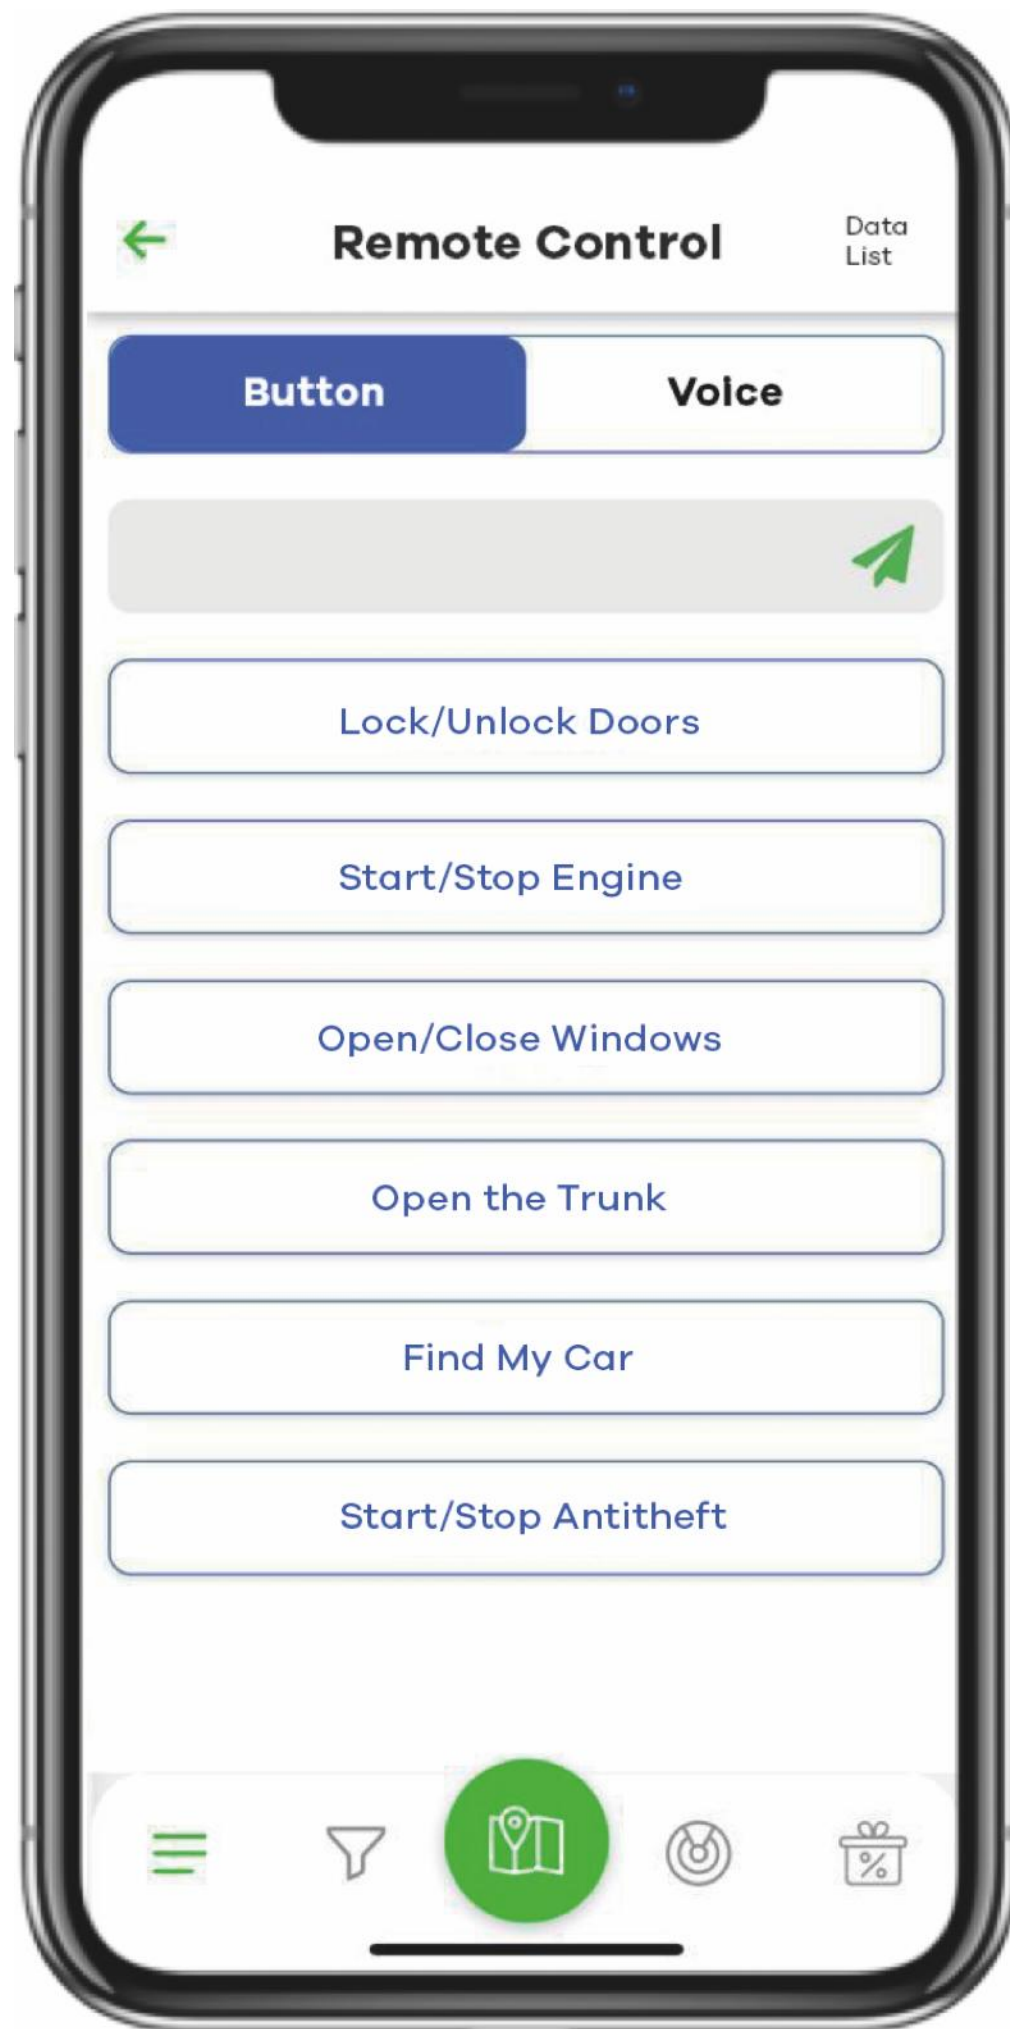 Remote Control
Data
List
Button
Voice
Lock/Unlock Doors
Start/Stop Engine
Open/Close Windows
Open the Trunk
Find My Car
Start/Stop Antitheft
%